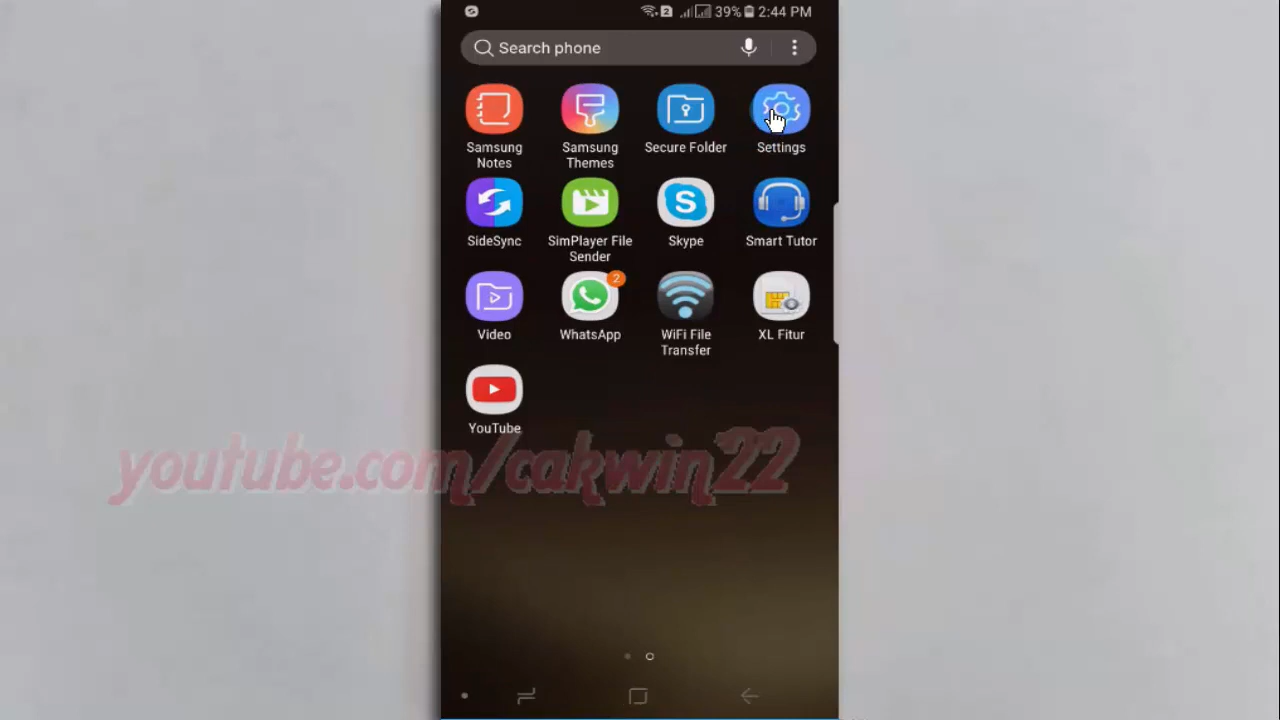 2 39% 2:44 PM
Search phone
Samsung Notes
Samsung Themes
Secure Folder
Settings
SideSync
SimPlayer File Sender
Skype
Smart Tutor
Video
2
WhatsApp
WiFi File Transfer
XL Fitur
YouTube
youtube.com/cakwin22